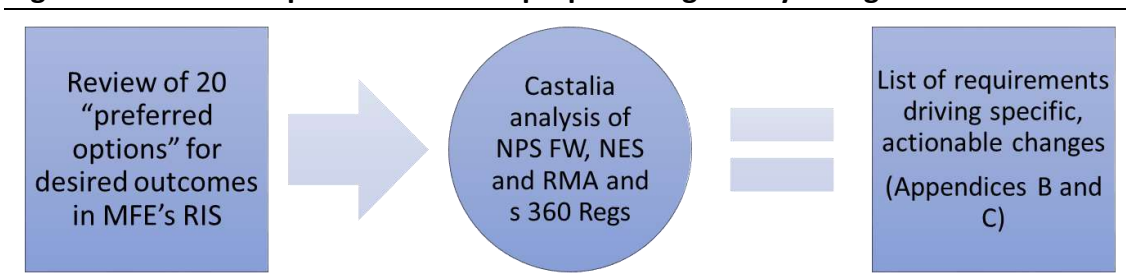 Review of 20
“preferred
options” for
desired outcomes
in MFE’s RIS
Castalia
analysis of
NPS FW, NES
and RMA and
s 360 Regs
List of requirements
driving specific,
actionable changes
(Appendices B and
C)